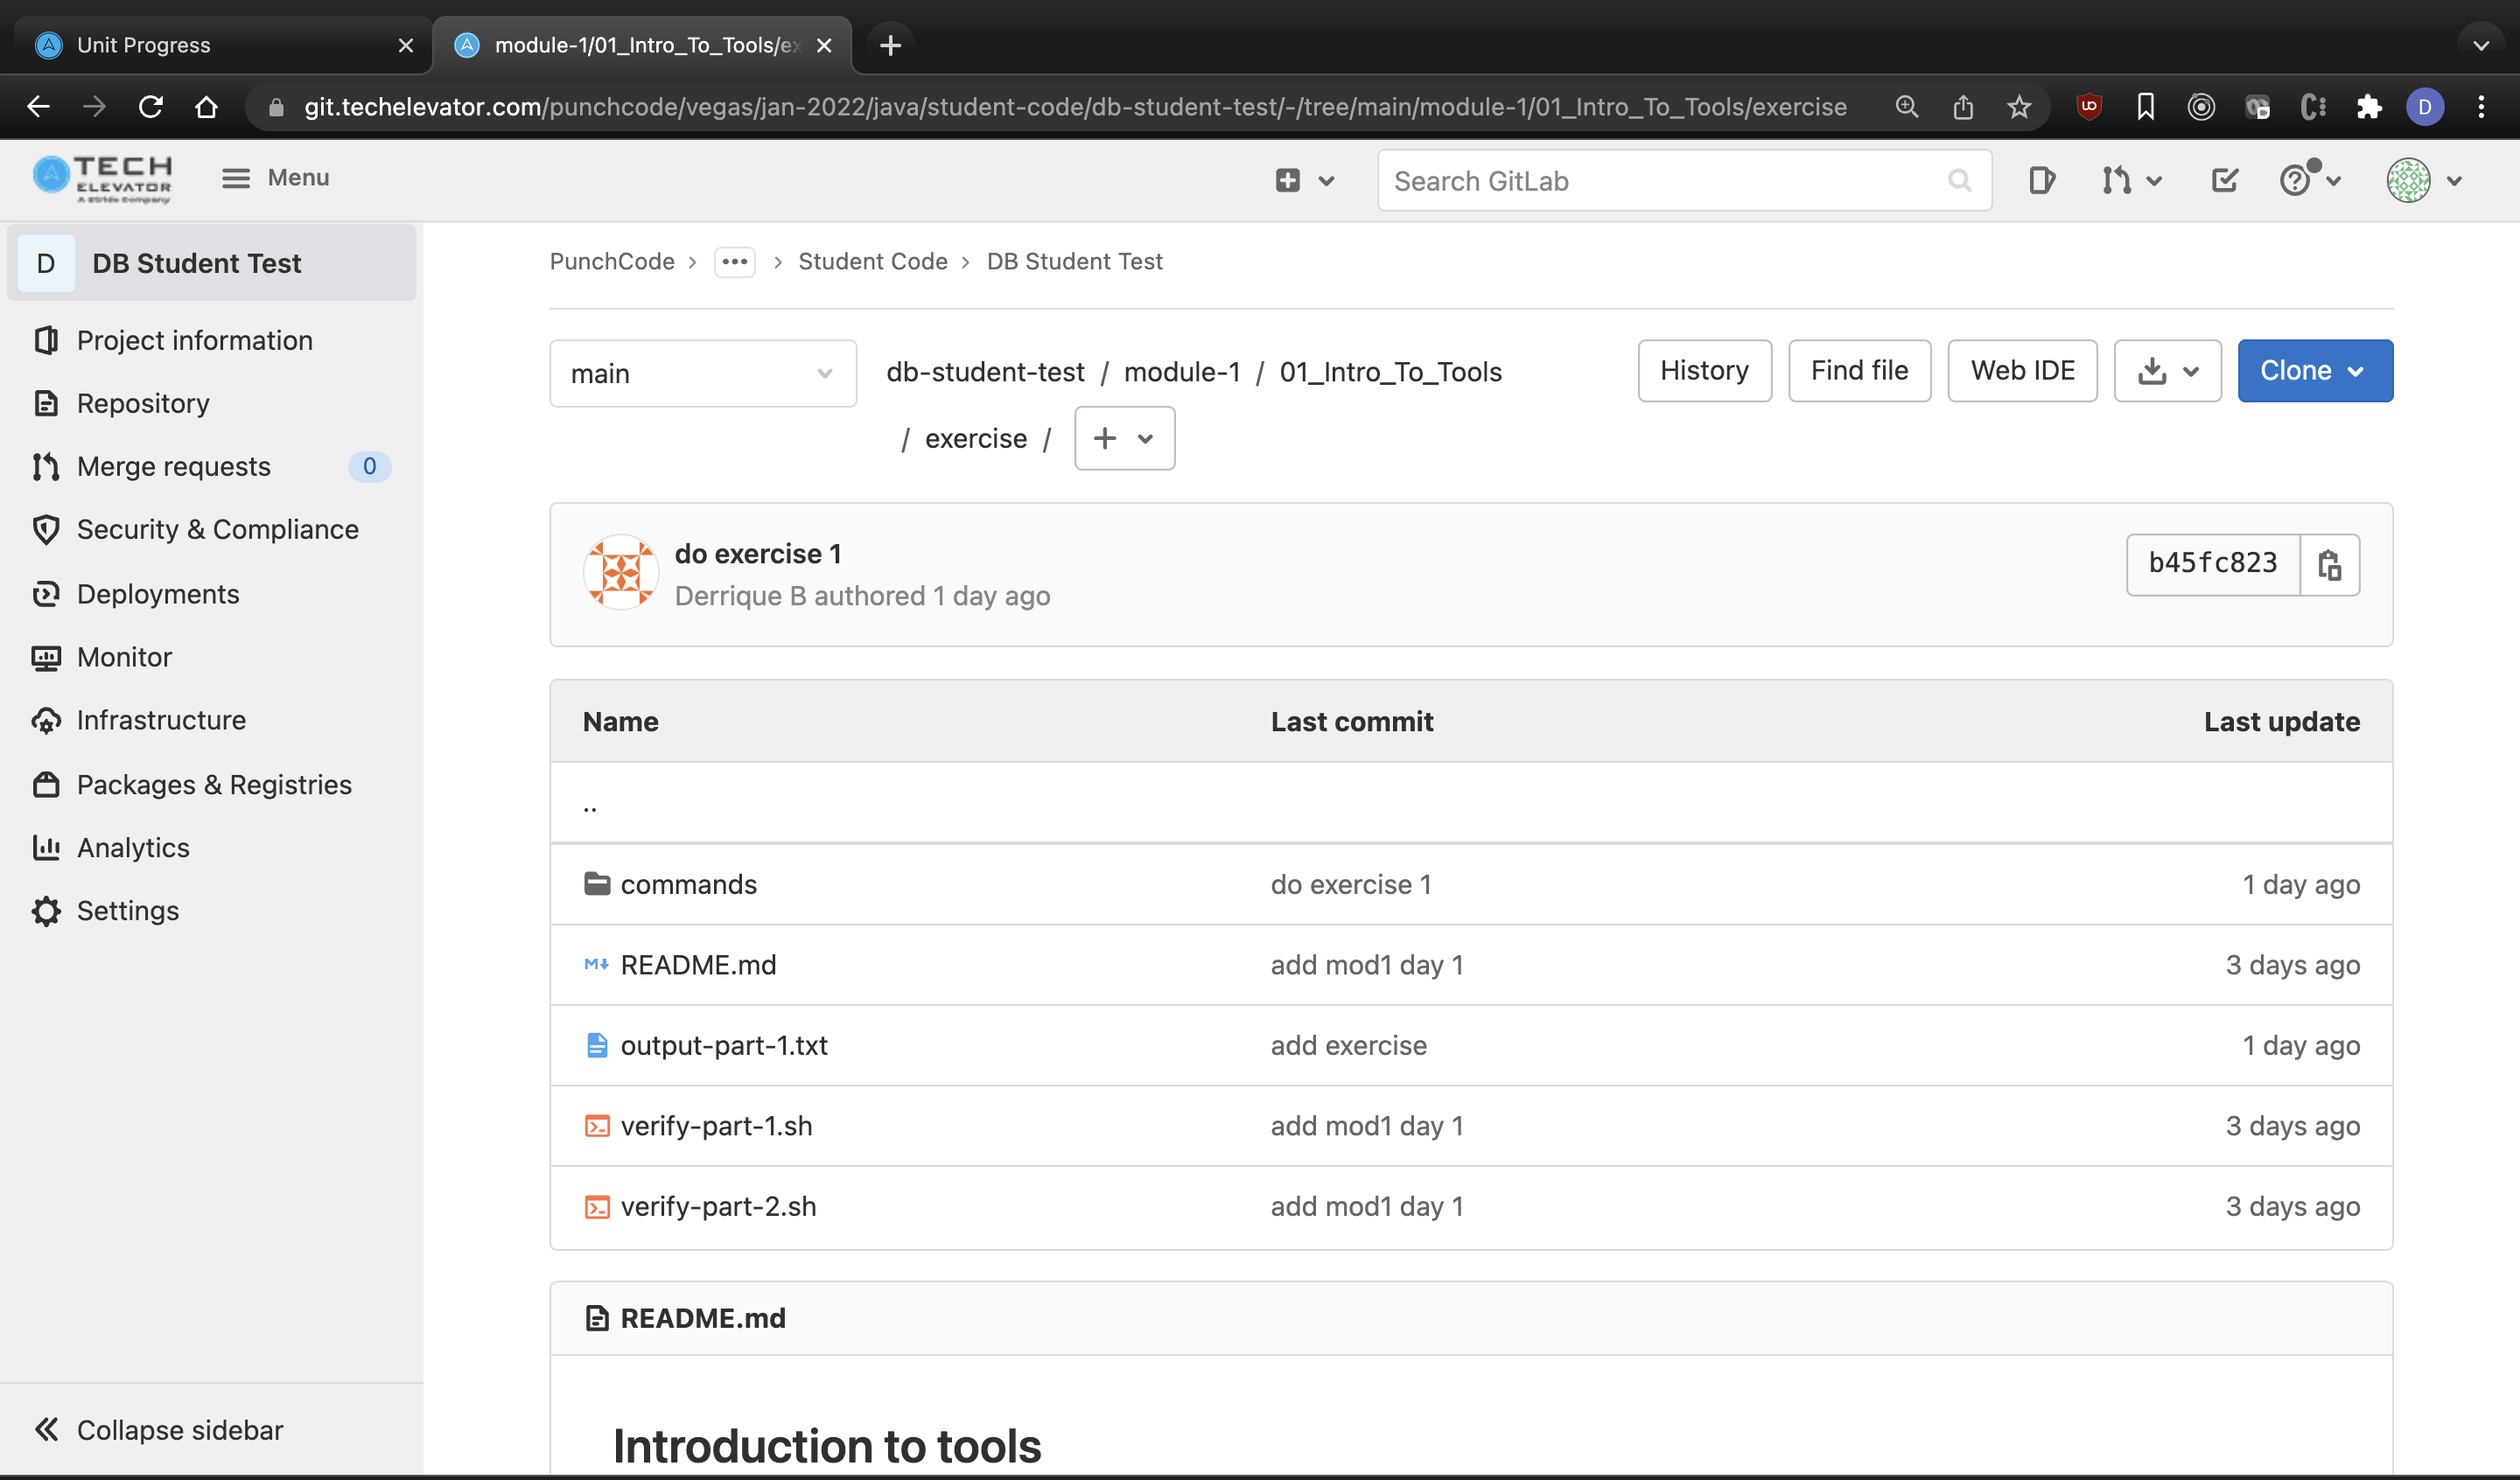 Unit Progress
module-1/01_Intro_To_Tools/ex
git.techelevator.com/punchcode/vegas/jan-2022/java/student-code/db-student-test/-/tree/main/module-1/01_Intro_To_Tools/exercise
D
TECH
ELEVATOR
A Stride Company
Menu
Search GitLab
D DB Student Test
Project information
Repository
Merge requests 0
Security & Compliance
Deployments
Monitor
Infrastructure
Packages & Registries
Analytics
Settings
Collapse sidebar
PunchCode > ••• > Student Code > DB Student Test
main
db-student-test / module-1 / 01_Intro_To_Tools
/ exercise / +
History Find file Web IDE Clone
do exercise 1
Derrique B authored 1 day ago
b45fc823
Name Last commit Last update
..
commands do exercise 1 1 day ago
README.md add mod1 day 1 3 days ago
output-part-1.txt add exercise 1 day ago
verify-part-1.sh add mod1 day 1 3 days ago
verify-part-2.sh add mod1 day 1 3 days ago
README.md
Introduction to tools